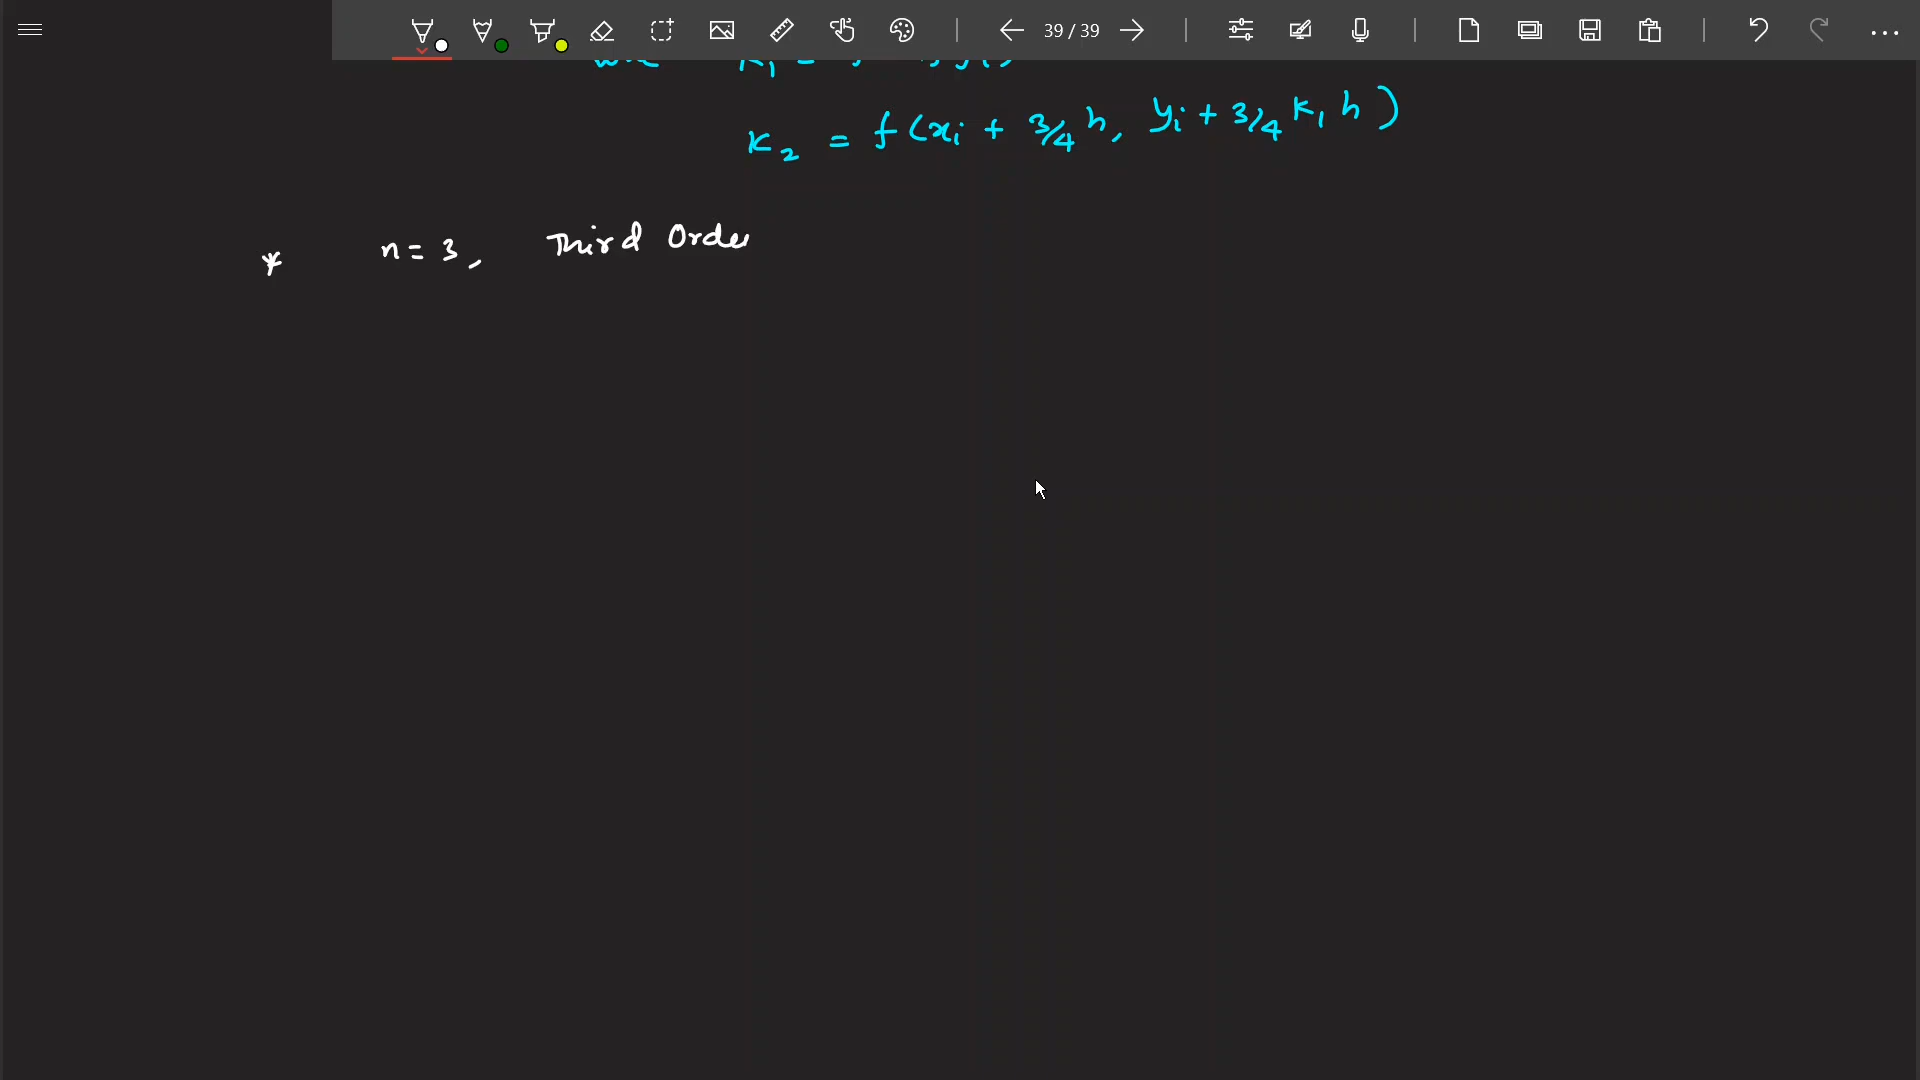 39 / 39
K₂ = f(xᵢ + 3/4 h, yᵢ + 3/4 K₁ h)
* n = 3, Third Order